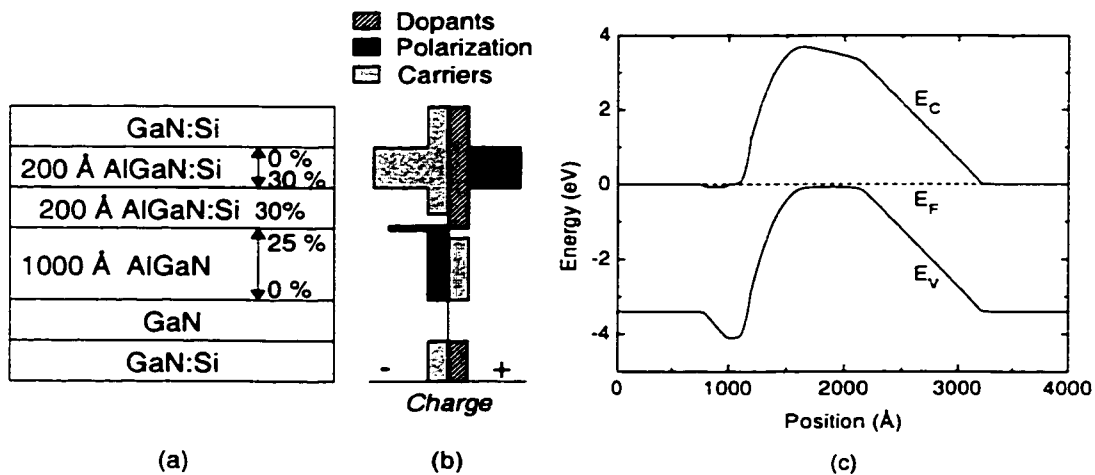 Dopants
Polarization
Carriers
GaN:Si
200 Å AlGaN:Si
0 %
30 %
200 Å AlGaN:Si 30%
1000 Å AlGaN
25 %
0 %
GaN
GaN:Si
- +
Charge
(a)
(b)
4
2
0
-2
-4
Energy (eV)
E_C
E_F
E_V
0 1000 2000 3000 4000
Position (Å)
(c)